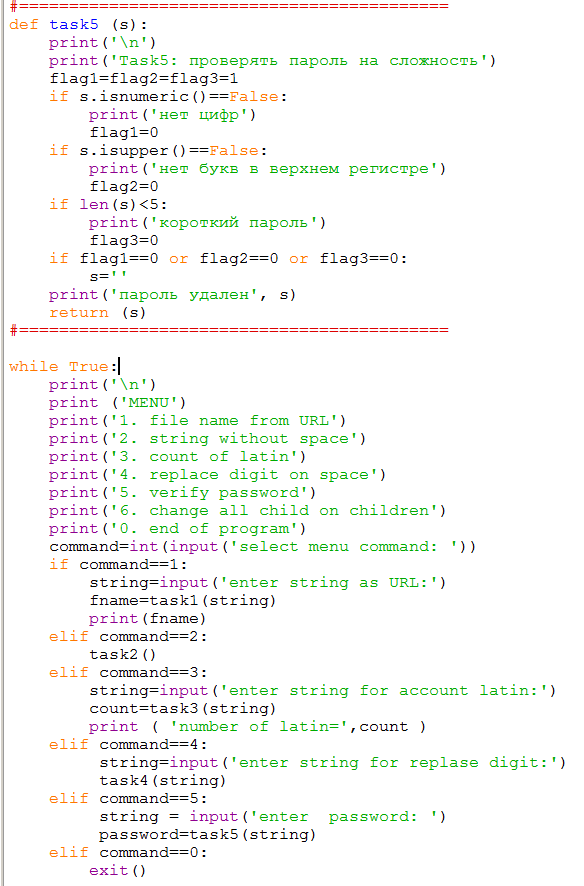 #===========================================
def task5 (s):
    print('\n')
    print('Task5: проверять пароль на сложность')
    flag1=flag2=flag3=1
    if s.isnumeric()==False:
        print('нет цифр')
        flag1=0
    if s.isupper()==False:
        print('нет букв в верхнем регистре')
        flag2=0
    if len(s)<5:
        print('короткий пароль')
        flag3=0
    if flag1==0 or flag2==0 or flag3==0:
        s=''
    print('пароль удален', s)
    return (s)
#===========================================
while True:
    print('\n')
    print ('MENU')
    print('1. file name from URL')
    print('2. string without space')
    print('3. count of latin')
    print('4. replace digit on space')
    print('5. verify password')
    print('6. change all child on children')
    print('0. end of program')
    command=int(input('select menu command: '))
    if command==1:
        string=input('enter string as URL:')
        fname=task1(string)
        print(fname)
    elif command==2:
        task2()
    elif command==3:
        string=input('enter string for account latin:')
        count=task3(string)
        print ( 'number of latin=',count )
    elif command==4:
         string=input('enter string for replase digit:')
         task4(string)
    elif command==5:
         string = input('enter  password: ')
         password=task5(string)
    elif command==0:
        exit()